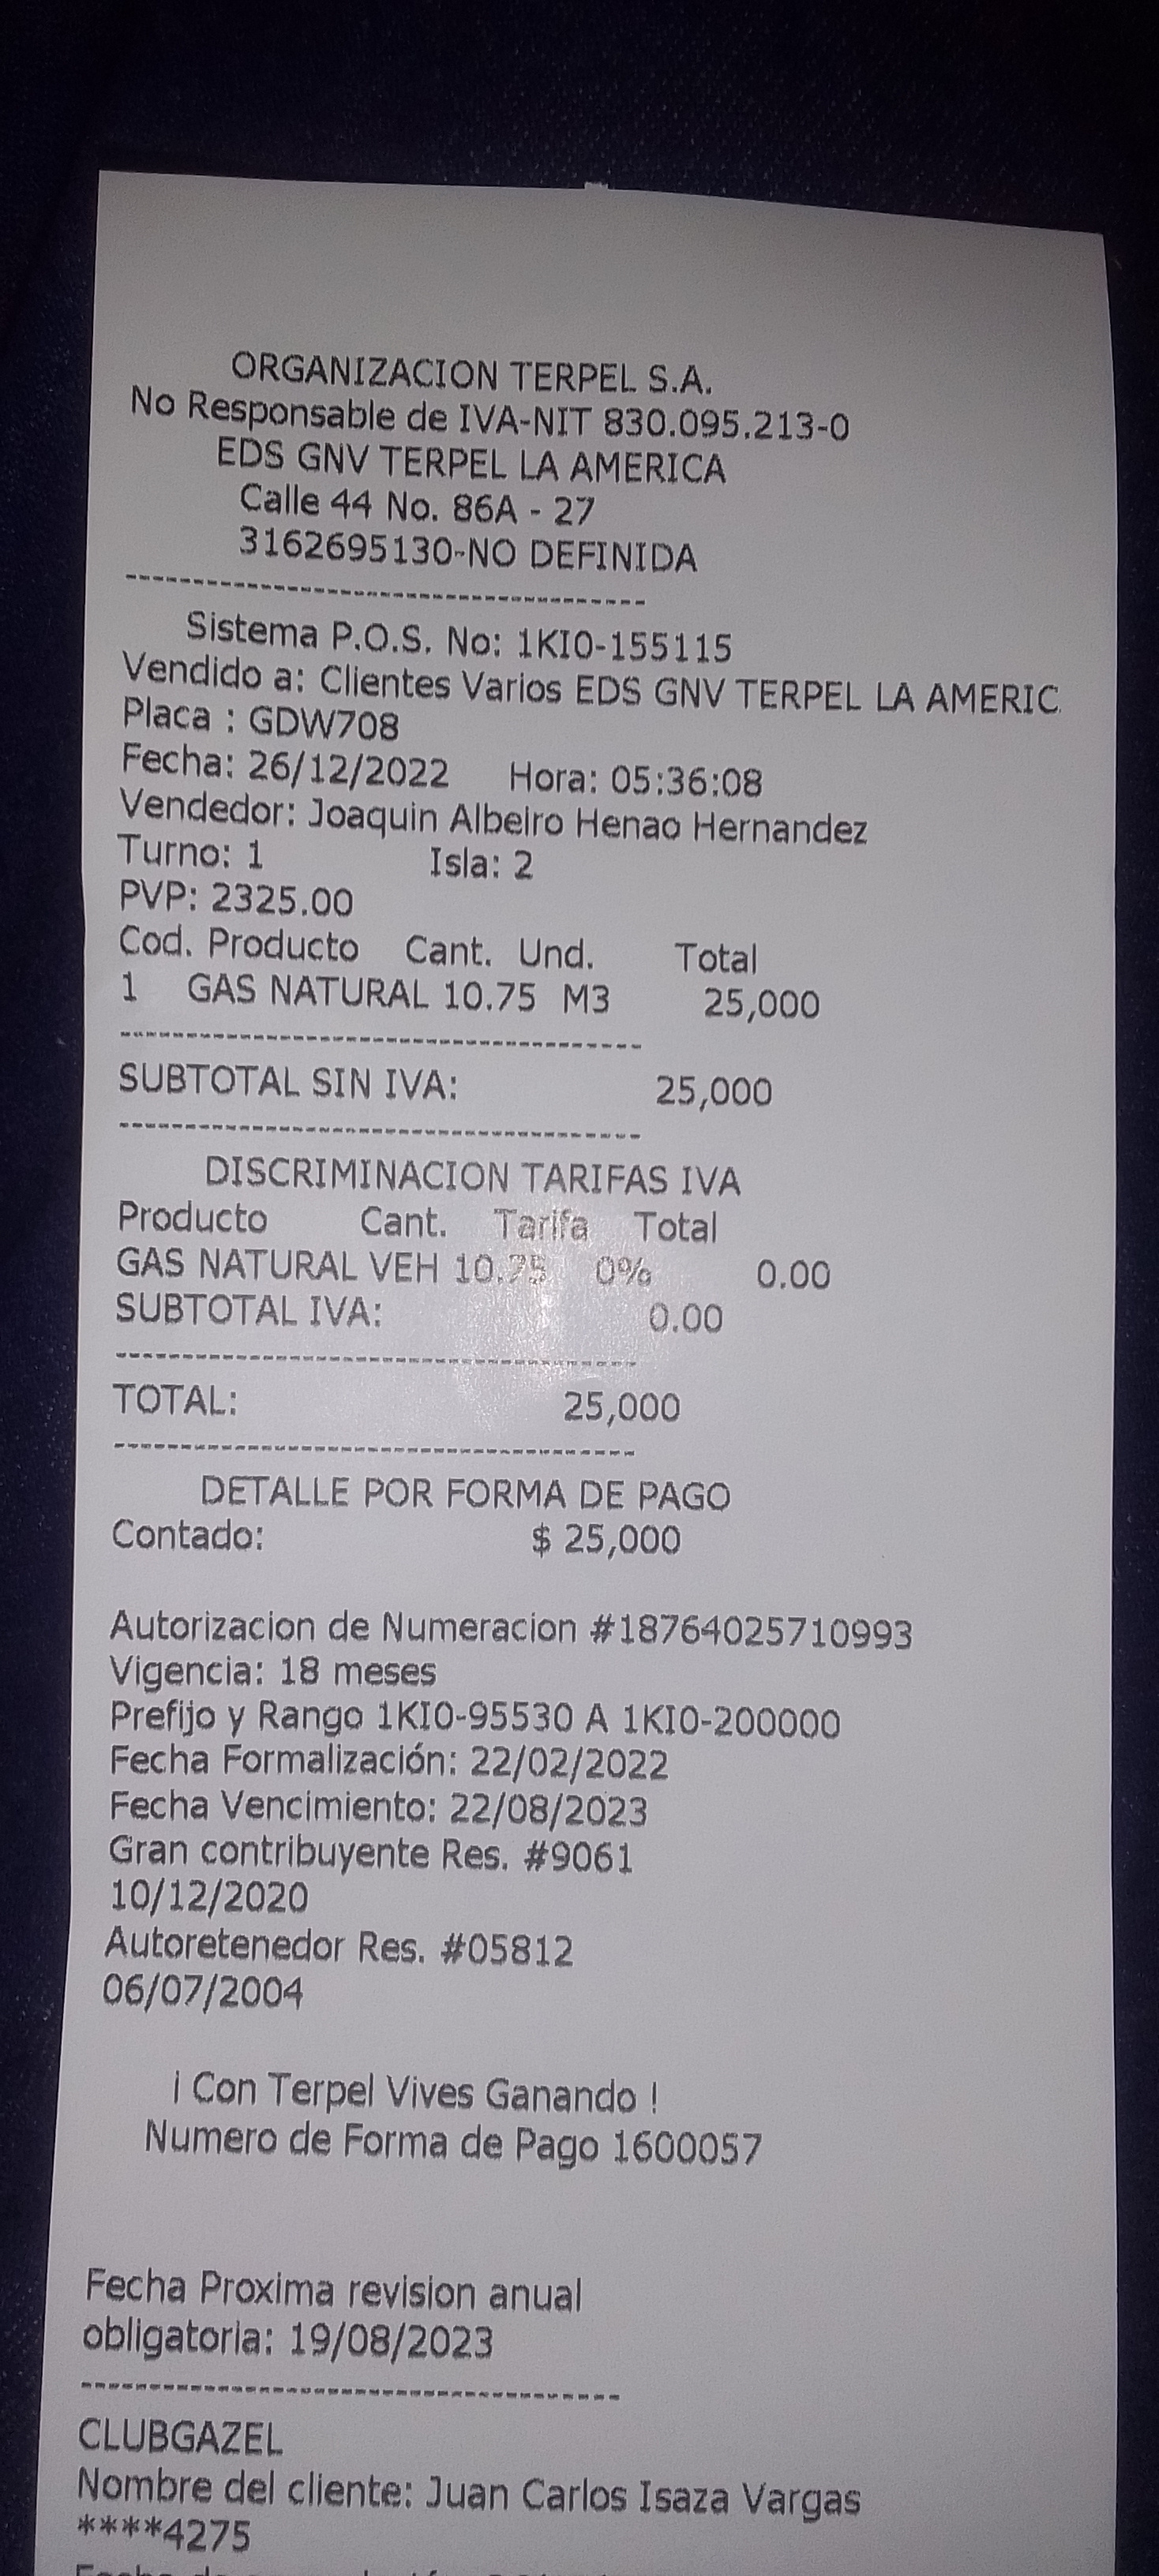 ORGANIZACION TERPEL S.A.
No Responsable de IVA-NIT 830.095.213-0
EDS GNV TERPEL LA AMERICA
Calle 44 No. 86A - 27
3162695130-NO DEFINIDA
----------------------------------------
Sistema P.O.S. No: 1KI0-155115
Vendido a: Clientes Varios EDS GNV TERPEL LA AMERIC
Placa : GDW708
Fecha: 26/12/2022 Hora: 05:36:08
Vendedor: Joaquin Albeiro Henao Hernandez
Turno: 1 Isla: 2
PVP: 2325.00
Cod. Producto Cant. Und. Total
1 GAS NATURAL 10.75 M3 25,000
----------------------------------------
SUBTOTAL SIN IVA: 25,000
----------------------------------------
DISCRIMINACION TARIFAS IVA
Producto Cant. Tarifa Total
GAS NATURAL VEH 10.75 0% 0.00
SUBTOTAL IVA: 0.00
----------------------------------------
TOTAL: 25,000
----------------------------------------
DETALLE POR FORMA DE PAGO
Contado: $ 25,000
Autorizacion de Numeracion #18764025710993
Vigencia: 18 meses
Prefijo y Rango 1KI0-95530 A 1KI0-200000
Fecha Formalización: 22/02/2022
Fecha Vencimiento: 22/08/2023
Gran contribuyente Res. #9061
10/12/2020
Autoretenedor Res. #05812
06/07/2004
¡ Con Terpel Vives Ganando !
Numero de Forma de Pago 1600057
Fecha Proxima revision anual
obligatoria: 19/08/2023
----------------------------------------
CLUBGAZEL
Nombre del cliente: Juan Carlos Isaza Vargas
****4275